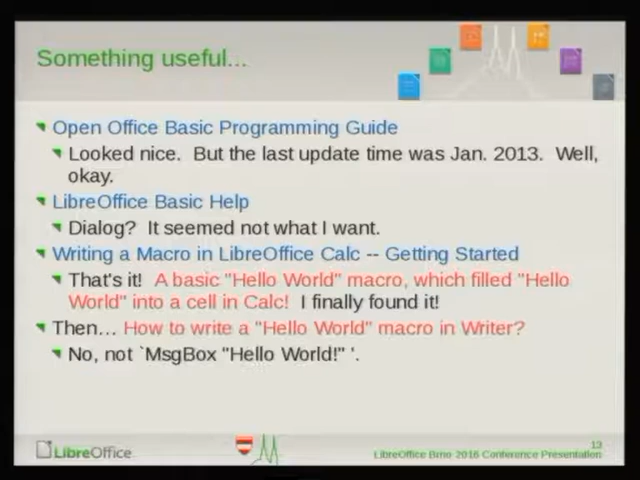 Something useful...
Open Office Basic Programming Guide
Looked nice.  But the last update time was Jan. 2013.  Well,
okay.
LibreOffice Basic Help
Dialog?  It seemed not what I want.
Writing a Macro in LibreOffice Calc -- Getting Started
That's it!  A basic "Hello World" macro, which filled "Hello
World" into a cell in Calc!  I finally found it!
Then… How to write a "Hello World" macro in Writer?
No, not `MsgBox "Hello World!" '.
LibreOffice
13
LibreOffice Brno 2016 Conference Presentation